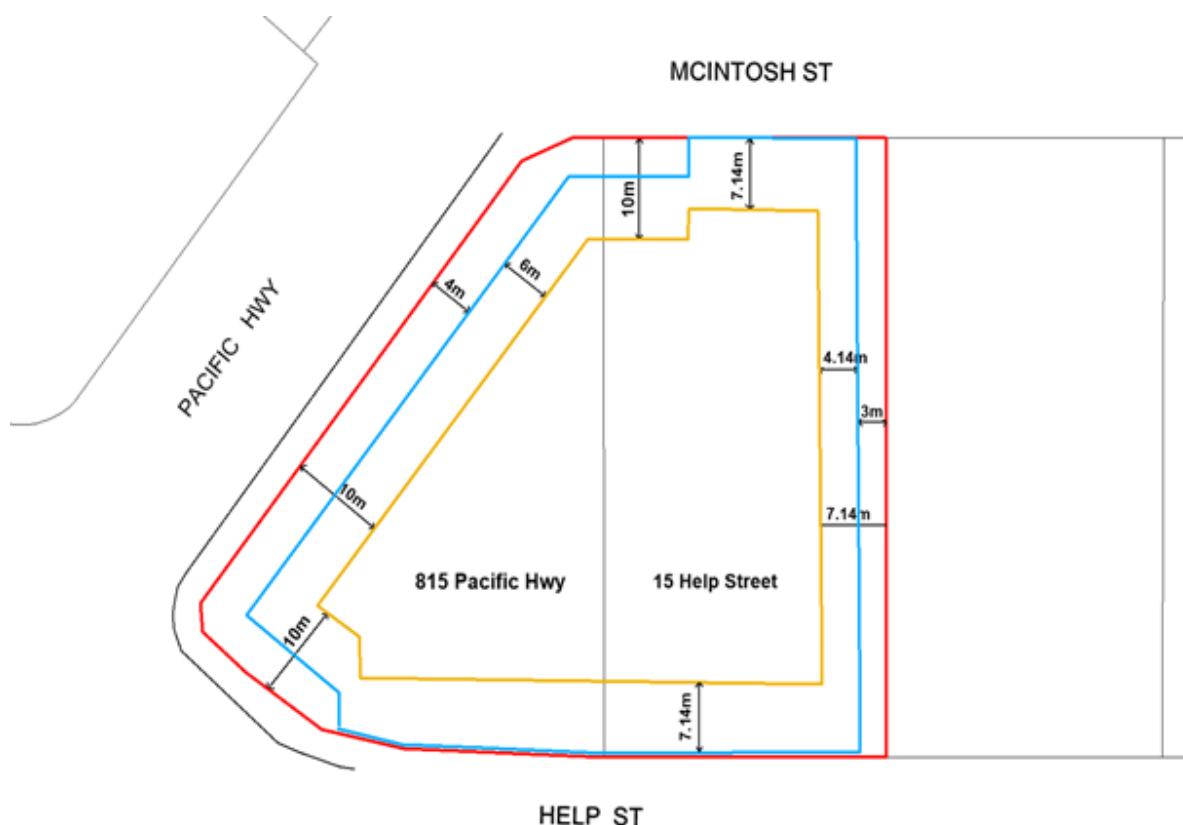 MCINTOSH ST
10m
7.14m
6m
4m
PACIFIC HWY
4.14m
3m
10m
7.14m
815 Pacific Hwy
15 Help Street
10m
7.14m
HELP ST